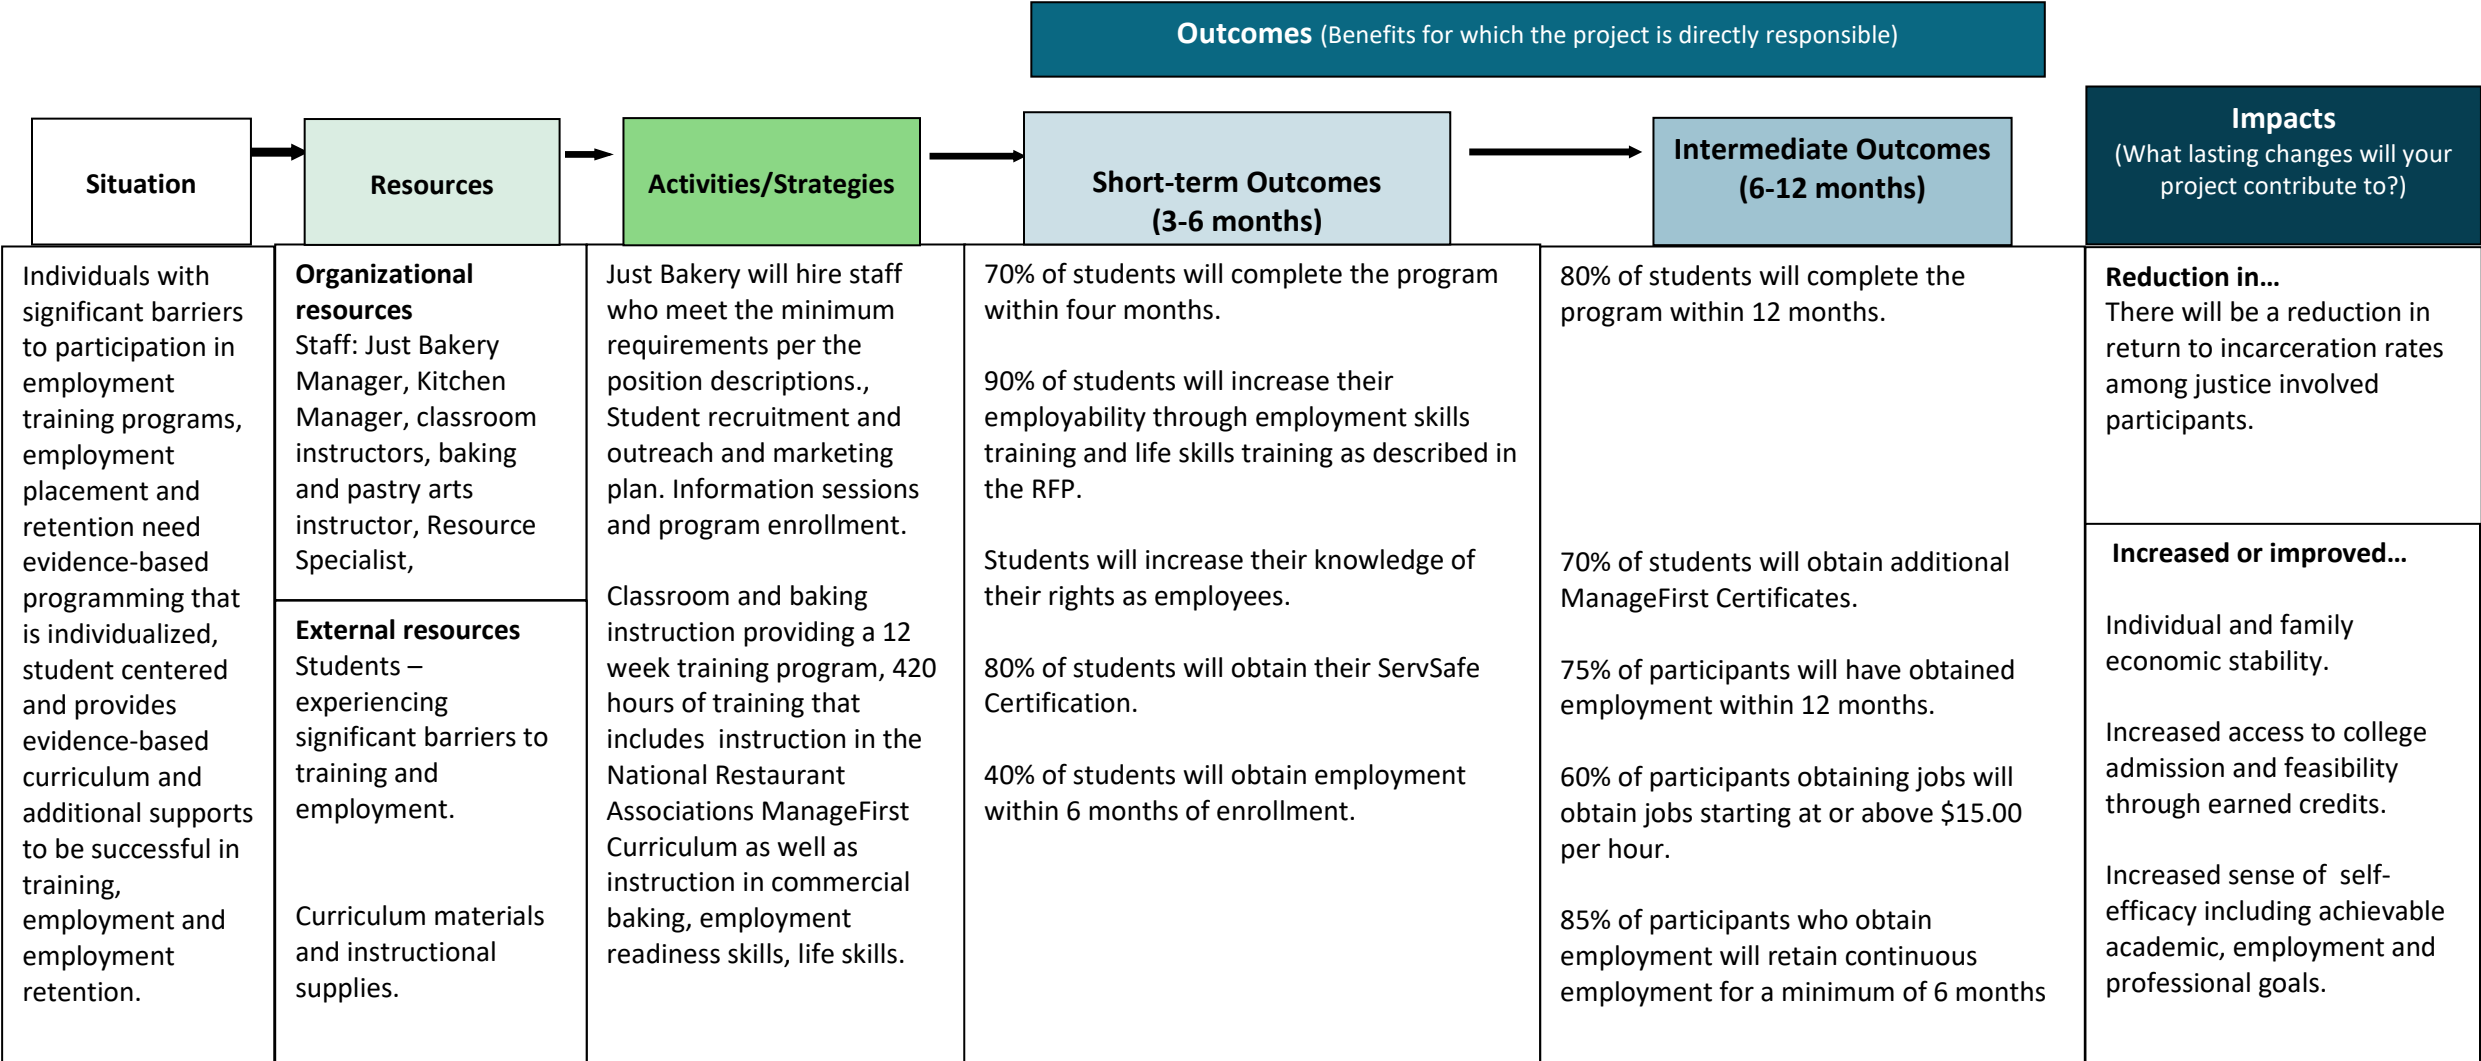 Outcomes (Benefits for which the project is directly responsible)
Situation
Resources
Activities/Strategies
Short-term Outcomes
(3-6 months)
Intermediate Outcomes
(6-12 months)
Impacts
(What lasting changes will your
project contribute to?)
Individuals with
significant barriers
to participation in
employment
training programs,
employment
placement and
retention need
evidence-based
programming that
is individualized,
student centered
and provides
evidence-based
curriculum and
additional supports
to be successful in
training,
employment and
employment
retention.
Organizational
resources
Staff: Just Bakery
Manager, Kitchen
Manager, classroom
instructors, baking
and pastry arts
instructor, Resource
Specialist,
External resources
Students –
experiencing
significant barriers to
training and
employment.
Curriculum materials
and instructional
supplies.
Just Bakery will hire staff
who meet the minimum
requirements per the
position descriptions.,
Student recruitment and
outreach and marketing
plan. Information sessions
and program enrollment.
Classroom and baking
instruction providing a 12
week training program, 420
hours of training that
includes  instruction in the
National Restaurant
Associations ManageFirst
Curriculum as well as
instruction in commercial
baking, employment
readiness skills, life skills.
70% of students will complete the program
within four months.
90% of students will increase their
employability through employment skills
training and life skills training as described in
the RFP.
Students will increase their knowledge of
their rights as employees.
80% of students will obtain their ServSafe
Certification.
40% of students will obtain employment
within 6 months of enrollment.
80% of students will complete the
program within 12 months.
70% of students will obtain additional
ManageFirst Certificates.
75% of participants will have obtained
employment within 12 months.
60% of participants obtaining jobs will
obtain jobs starting at or above $15.00
per hour.
85% of participants who obtain
employment will retain continuous
employment for a minimum of 6 months
Reduction in…
There will be a reduction in
return to incarceration rates
among justice involved
participants.
Increased or improved…
Individual and family
economic stability.
Increased access to college
admission and feasibility
through earned credits.
Increased sense of  self-
efficacy including achievable
academic, employment and
professional goals.